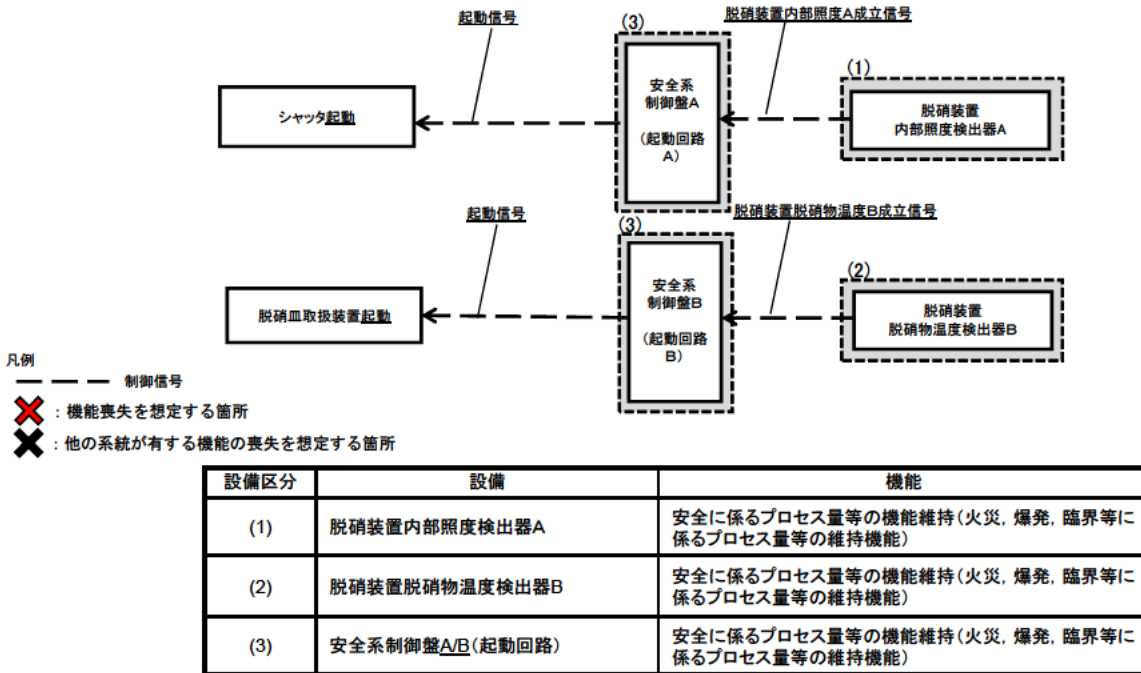 起動信号
(3)
脱硝装置内部照度A成立信号
(1)
シャッタ起動
安全系
制御盤A
(起動回路
A)
脱硝装置
内部照度検出器A
起動信号
(3)
脱硝装置脱硝物温度B成立信号
(2)
脱硝皿取扱装置起動
安全系
制御盤B
(起動回路
B)
脱硝装置
脱硝物温度検出器B
凡例
制御信号
：機能喪失を想定する箇所
：他の系統が有する機能の喪失を想定する箇所
設備区分 設備 機能
(1) 脱硝装置内部照度検出器A 安全に係るプロセス量等の機能維持(火災, 爆発, 臨界等に
係るプロセス量等の維持機能)
(2) 脱硝装置脱硝物温度検出器B 安全に係るプロセス量等の機能維持(火災, 爆発, 臨界等に
係るプロセス量等の維持機能)
(3) 安全系制御盤A/B(起動回路) 安全に係るプロセス量等の機能維持(火災, 爆発, 臨界等に
係るプロセス量等の維持機能)